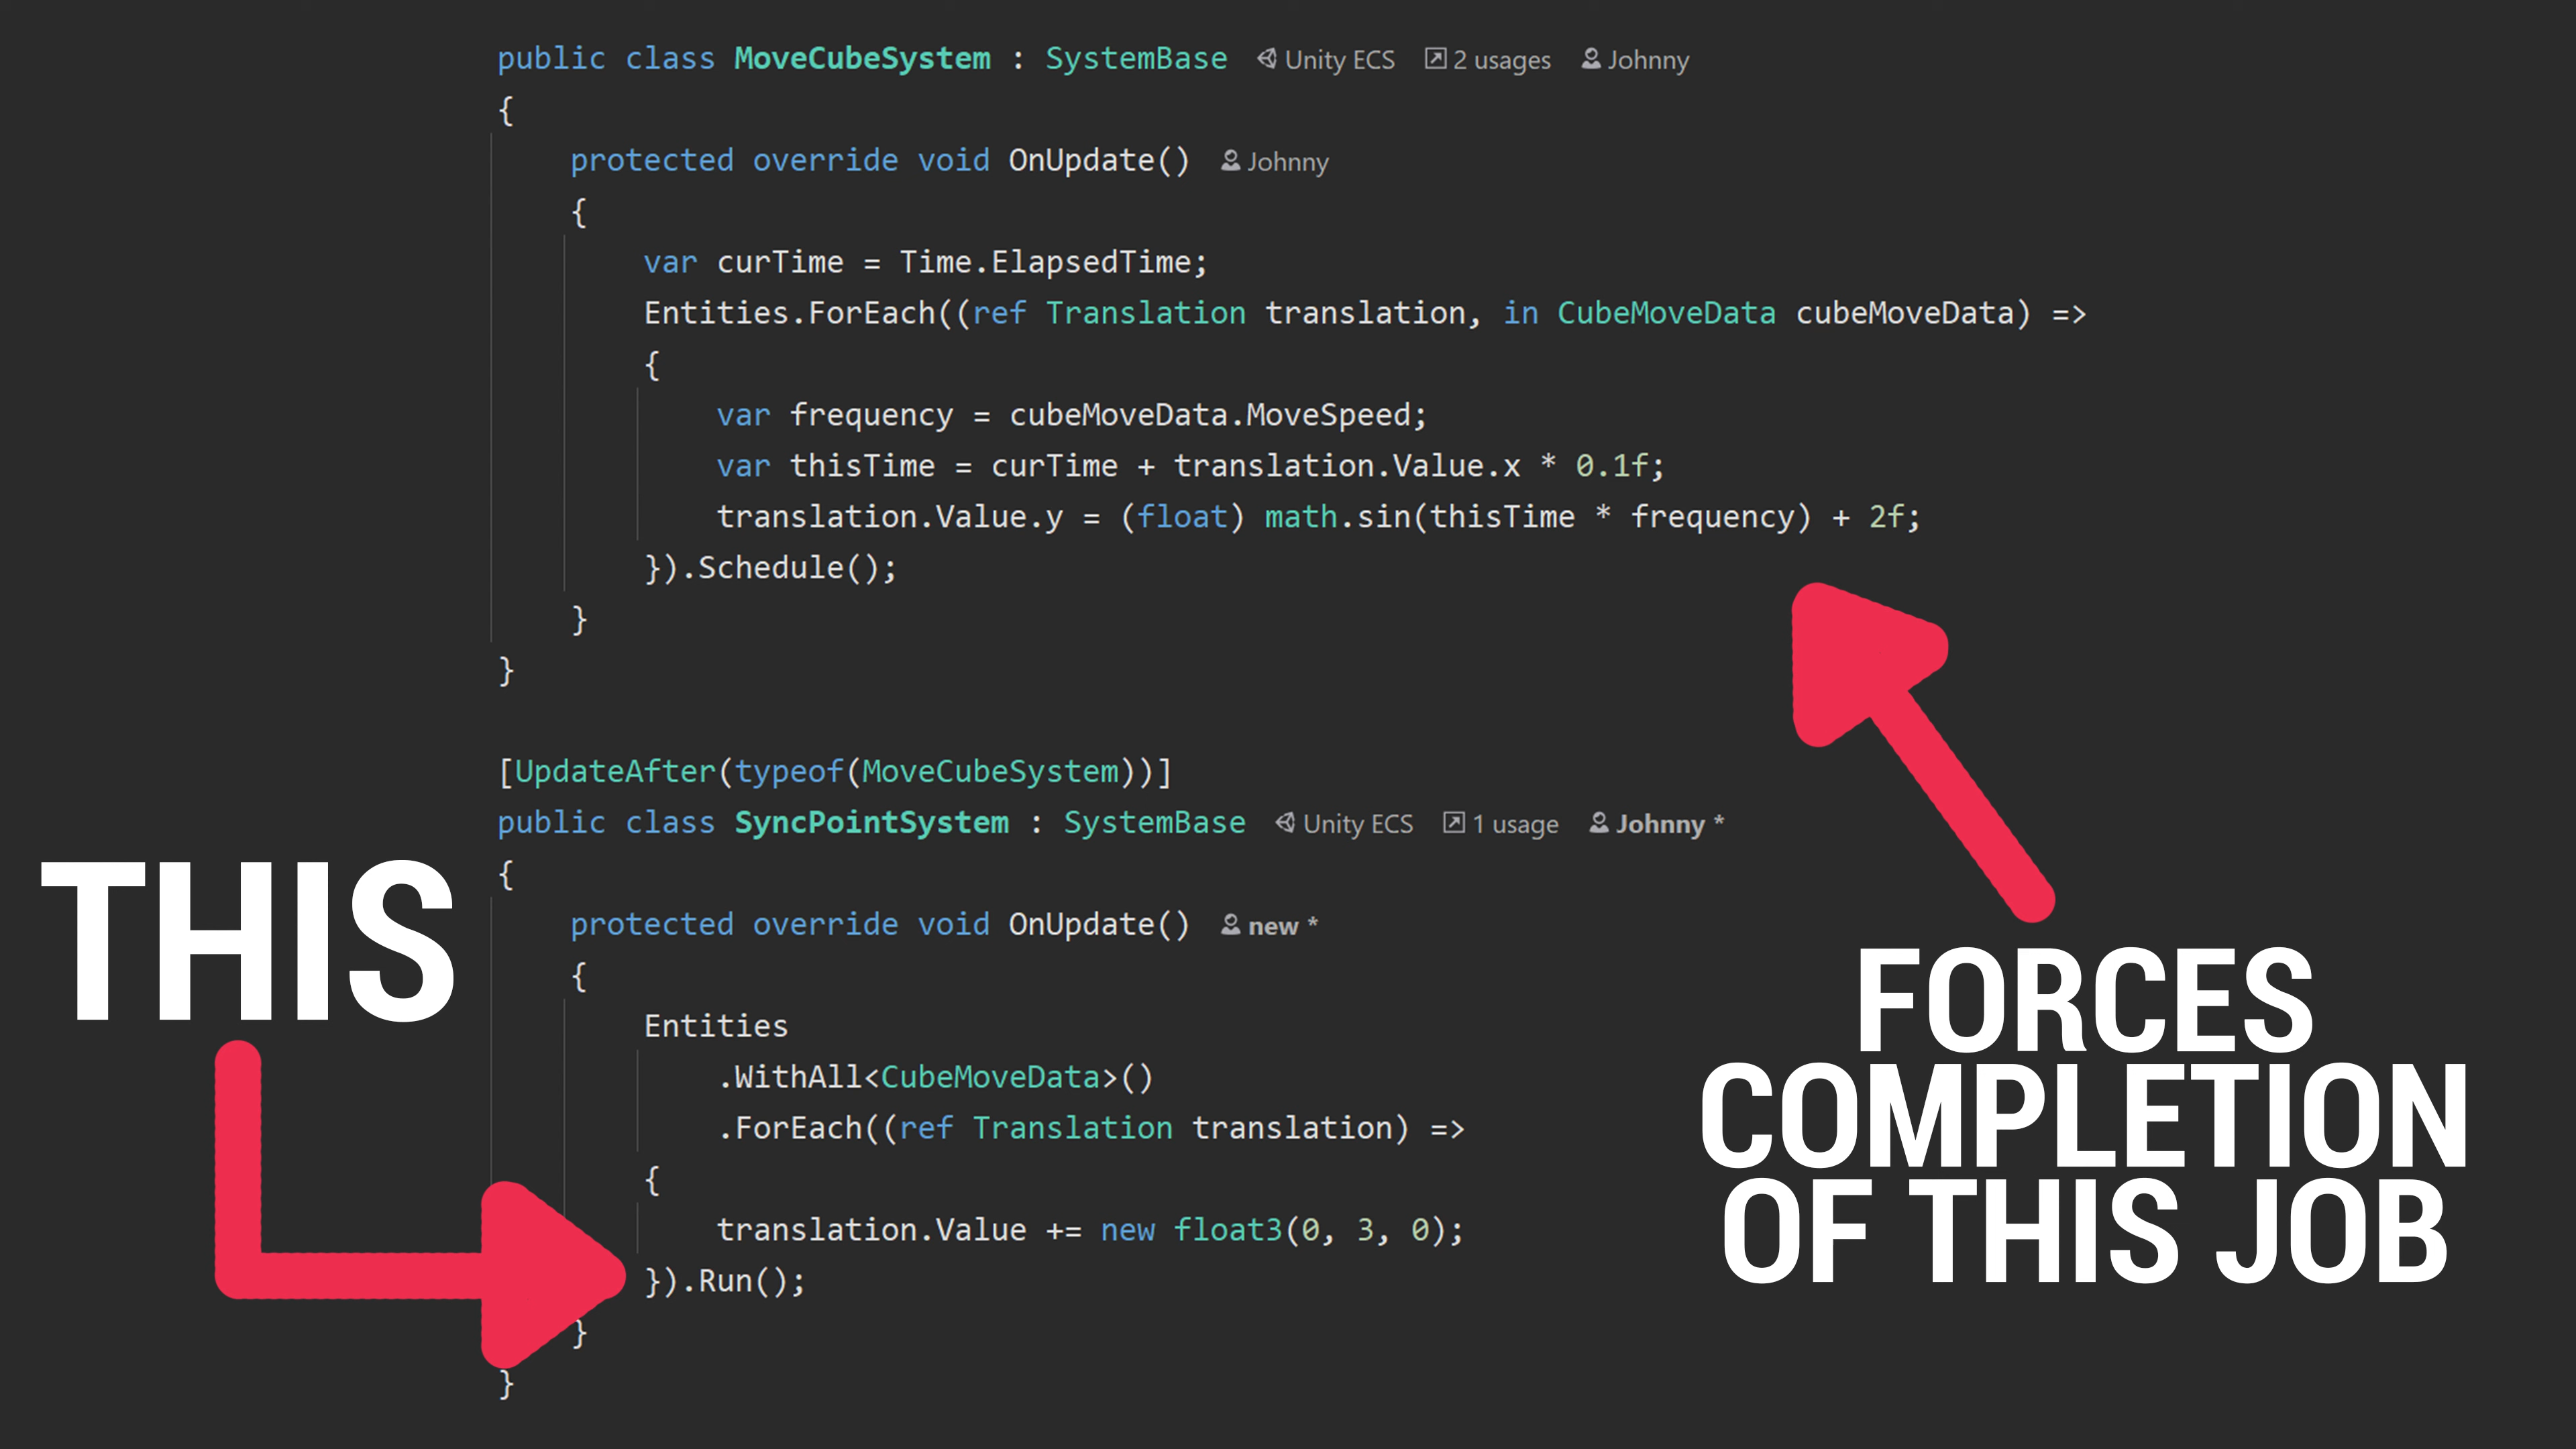 public class MoveCubeSystem : SystemBase Unity ECS 2 usages Johnny
{
protected override void OnUpdate() Johnny
{
var curTime = Time.ElapsedTime;
Entities.ForEach((ref Translation translation, in CubeMoveData cubeMoveData) =>
{
var frequency = cubeMoveData.MoveSpeed;
var thisTime = curTime + translation.Value.x * 0.1f;
translation.Value.y = (float) math.sin(thisTime * frequency) + 2f;
}).Schedule();
}
}
[UpdateAfter(typeof(MoveCubeSystem))]
public class SyncPointSystem : SystemBase Unity ECS 1 usage Johnny *
{
protected override void OnUpdate() new *
{
Entities
.WithAll<CubeMoveData>()
.ForEach((ref Translation translation) =>
{
translation.Value += new float3(0, 3, 0);
}).Run();
}
}
THIS
FORCES
COMPLETION
OF THIS JOB